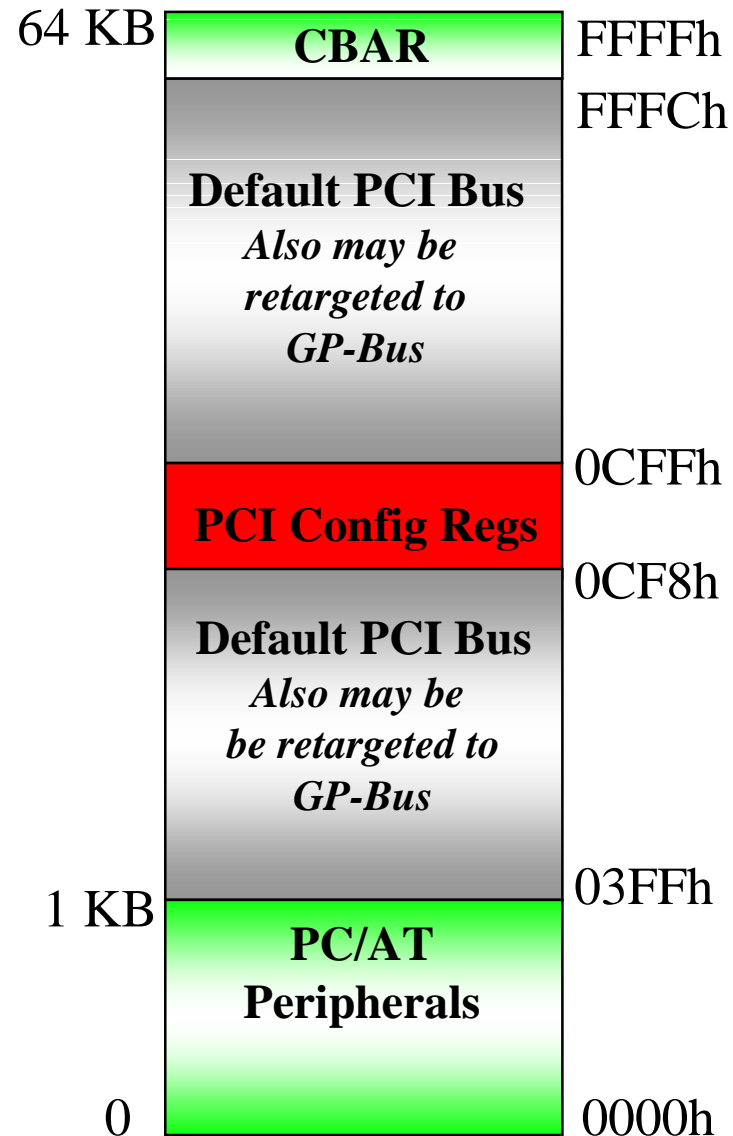 64 KB
CBAR
FFFFh
FFFCh
Default PCI Bus
Also may be
retargeted to
GP-Bus
0CFFh
PCI Config Regs
0CF8h
Default PCI Bus
Also may be
be retargeted to
GP-Bus
03FFh
1 KB
PC/AT
Peripherals
0
0000h